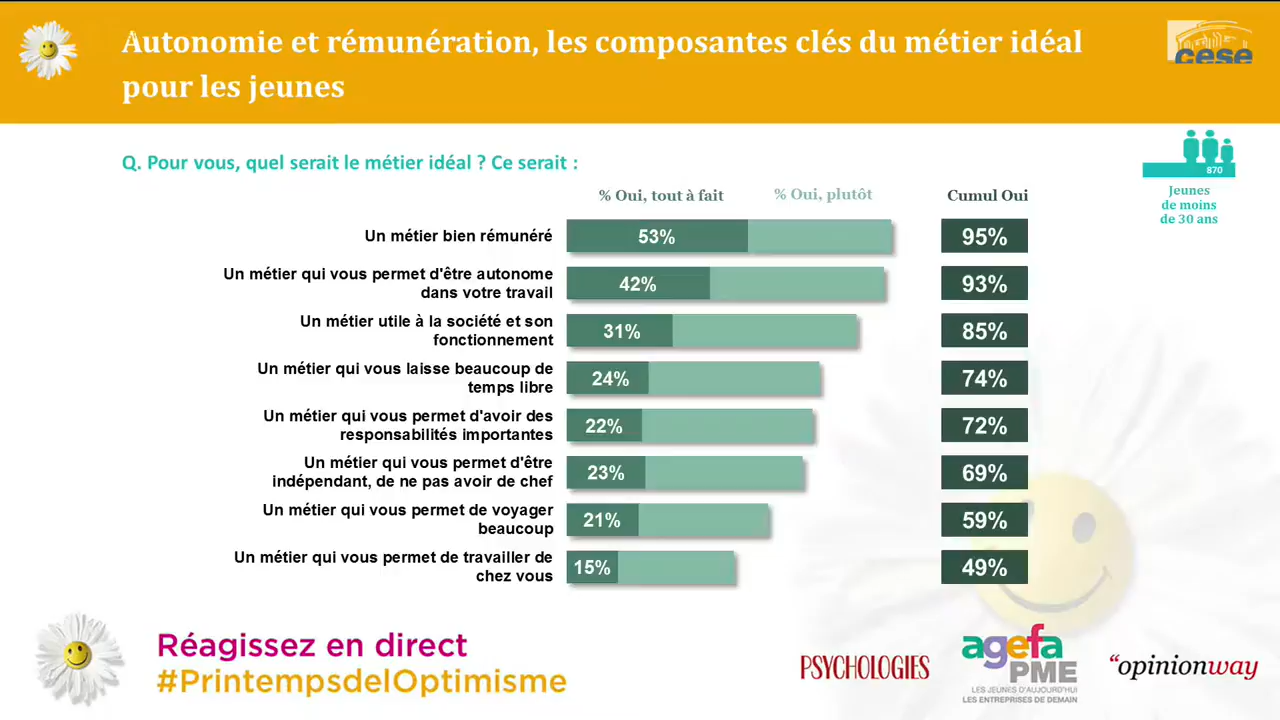 Autonomie et rémunération, les composantes clés du métier idéal
pour les jeunes
cese
Q. Pour vous, quel serait le métier idéal ? Ce serait :
870
Jeunes
de moins
de 30 ans
% Oui, tout à fait % Oui, plutôt Cumul Oui
Un métier bien rémunéré 53% 95%
Un métier qui vous permet d'être autonome
dans votre travail 42% 93%
Un métier utile à la société et son
fonctionnement 31% 85%
Un métier qui vous laisse beaucoup de
temps libre 24% 74%
Un métier qui vous permet d'avoir des
responsabilités importantes 22% 72%
Un métier qui vous permet d'être
indépendant, de ne pas avoir de chef 23% 69%
Un métier qui vous permet de voyager
beaucoup 21% 59%
Un métier qui vous permet de travailler de
chez vous 15% 49%
Réagissez en direct
#PrintempsdelOptimisme
PSYCHOLOGIES
agefa
PME
LES JEUNES D'AUJOURD'HUI
LES ENTREPRISES DE DEMAIN
“opinionway